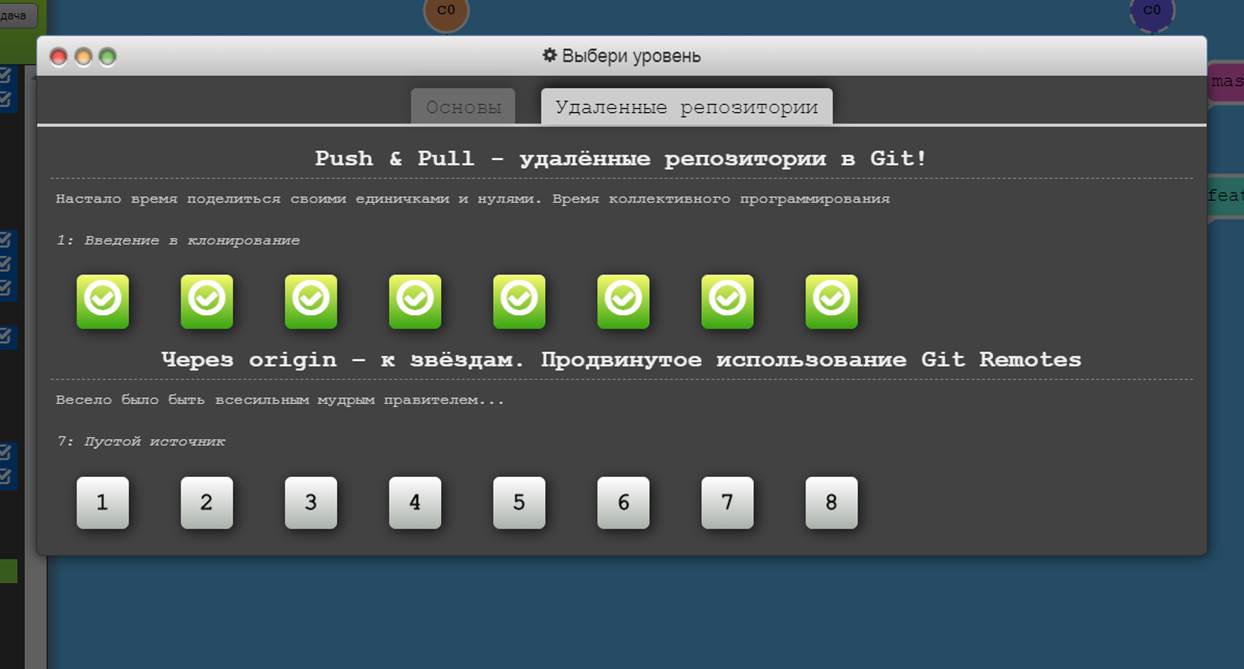 дача
C0
C0
Выбери уровень
Основы
Удаленные репозитории
mas
Push & Pull - удалённые репозитории в Git!
Настало время поделиться своими единичками и нулями. Время коллективного программирования
feat
1: Введение в клонирование
Через origin – к звёздам. Продвинутое использование Git Remotes
Весело было быть всесильным мудрым правителем...
7: Пустой источник
1 2 3 4 5 6 7 8